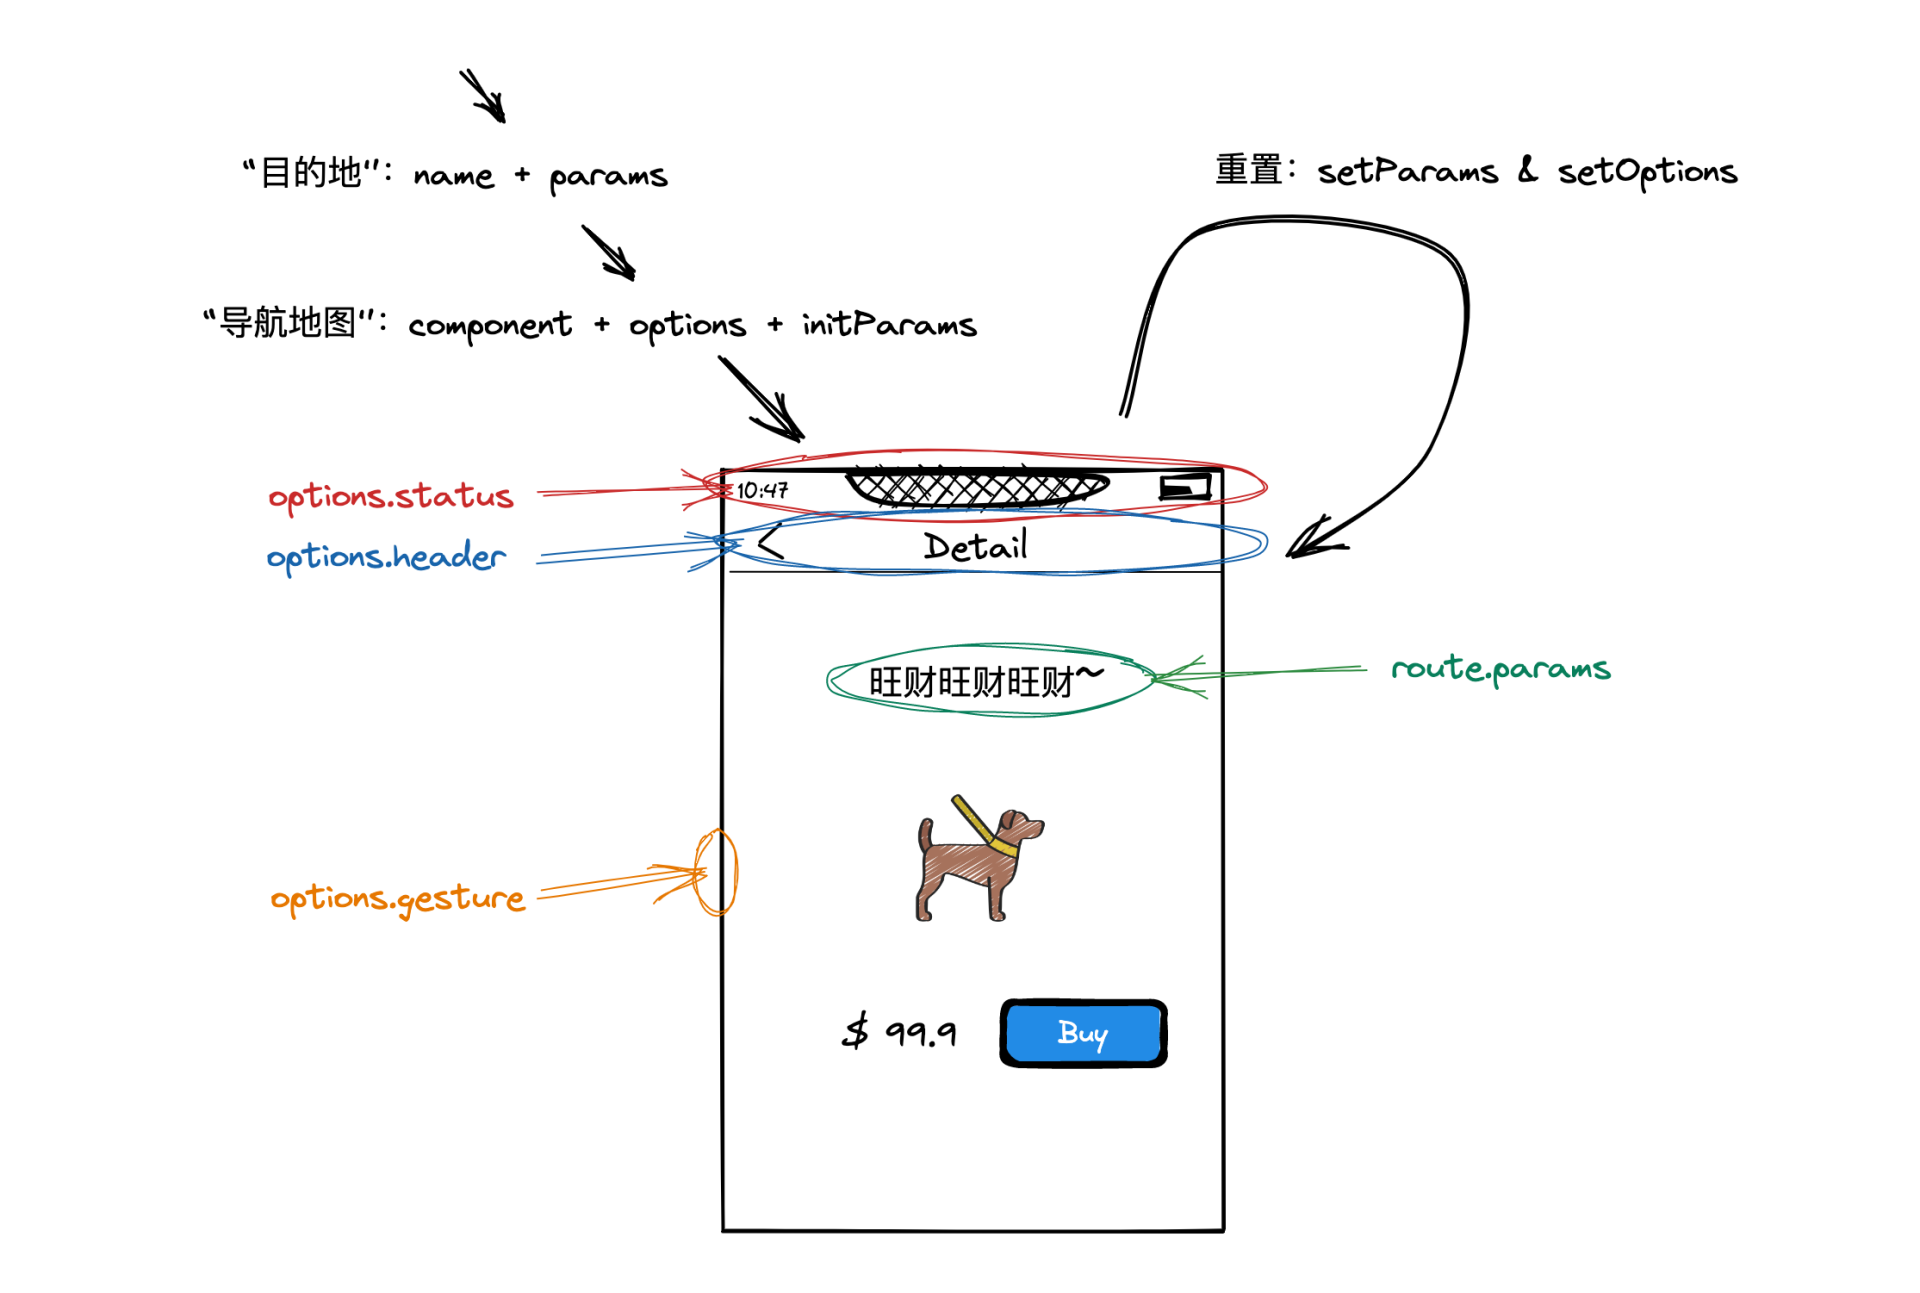 “目的地”：name + params
重置：setParams & setOptions
“导航地图”：component + options + initParams
options.status
10:47
options.header
Detail
旺财旺财旺财~
route.params
options.gesture
$ 99.9
Buy